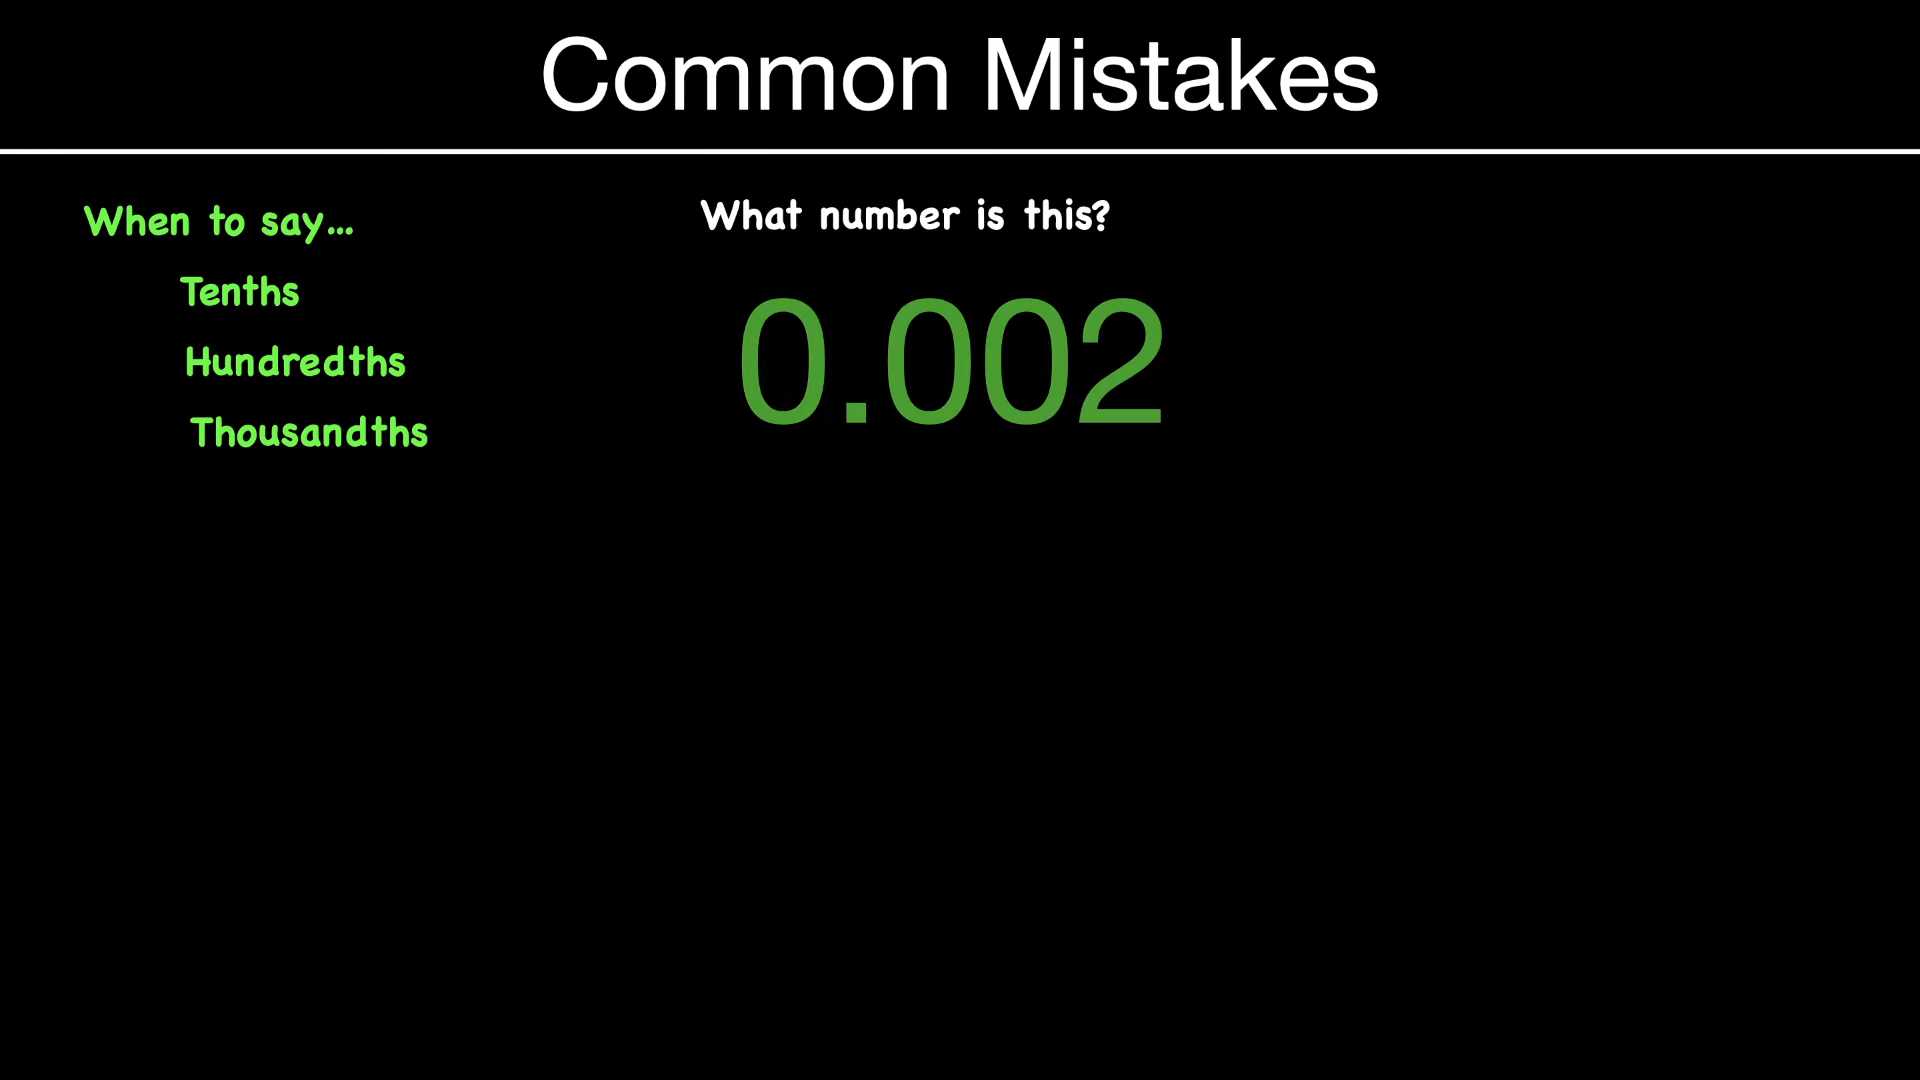 Common Mistakes
When to say...
Tenths
Hundredths
Thousandths
What number is this?
0.002